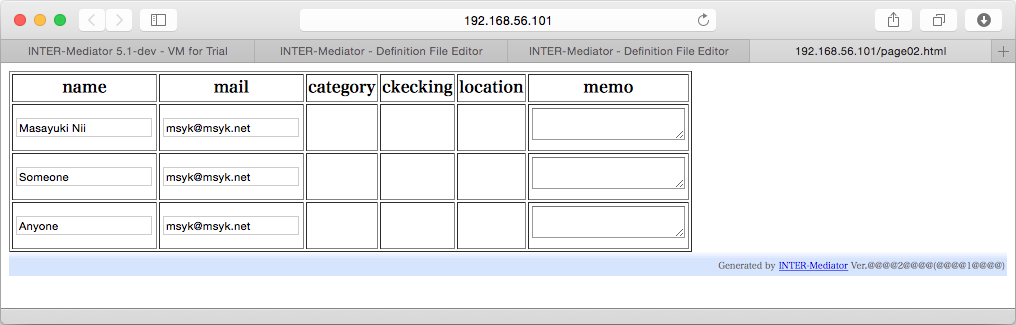 192.168.56.101
INTER-Mediator 5.1-dev - VM for Trial INTER-Mediator - Definition File Editor INTER-Mediator - Definition File Editor 192.168.56.101/page02.html
name mail category ckecking location memo
Masayuki Nii msyk@msyk.net
Someone msyk@msyk.net
Anyone msyk@msyk.net
Generated by INTER-Mediator Ver.@@@@2@@@@(@@@@1@@@@)